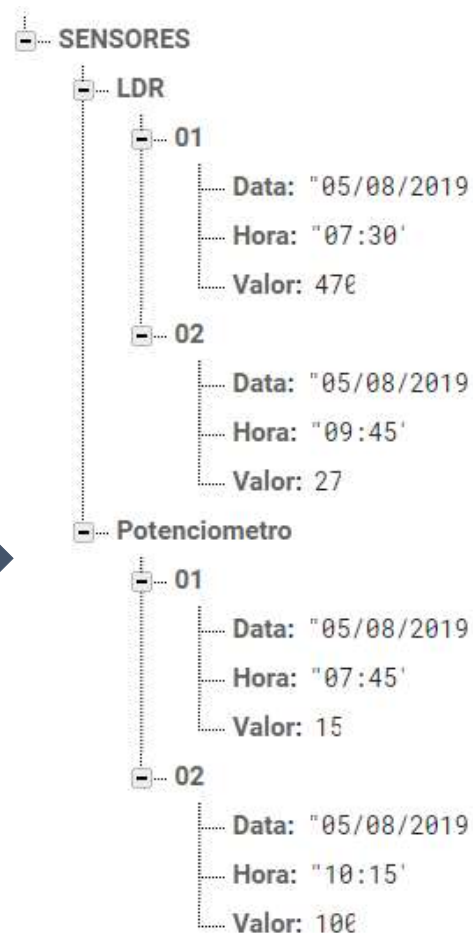 SENSORES
LDR
01
Data: "05/08/2019
Hora: "07:30'
Valor: 470
02
Data: "05/08/2019
Hora: "09:45'
Valor: 27
Potenciometro
01
Data: "05/08/2019
Hora: "07:45'
Valor: 15
02
Data: "05/08/2019
Hora: "10:15'
Valor: 100